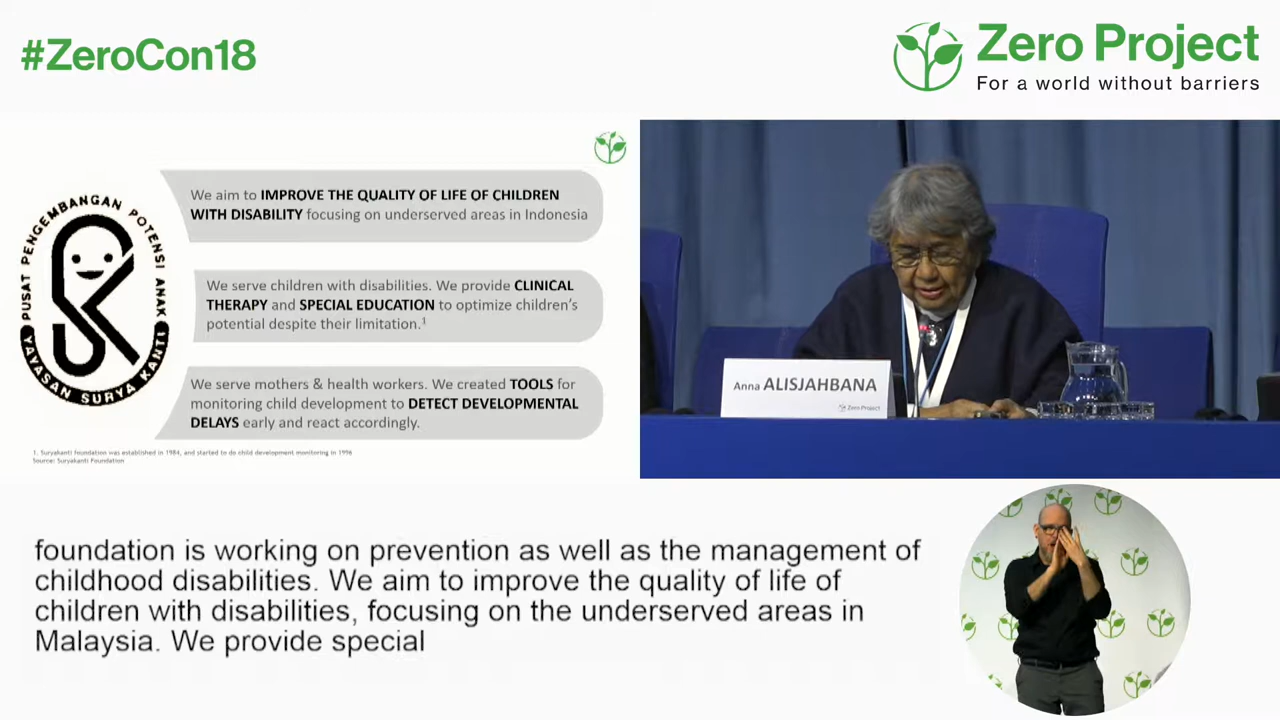 #ZeroCon18
Zero Project
For a world without barriers
PUSAT PENGEMBANGAN POTENSI ANAK
YAYASAN SURYA KANTI
We aim to IMPROVE THE QUALITY OF LIFE OF CHILDREN
WITH DISABILITY focusing on underserved areas in Indonesia
We serve children with disabilities. We provide CLINICAL
THERAPY and SPECIAL EDUCATION to optimize children's
potential despite their limitation.1
We serve mothers & health workers. We created TOOLS for
monitoring child development to DETECT DEVELOPMENTAL
DELAYS early and react accordingly.
1. Suryakanti foundation was established in 1984, and started to do child development monitoring in 1996
Source: Suryakanti Foundation
Anna ALISJAHBANA
Zero Project
foundation is working on prevention as well as the management of
childhood disabilities. We aim to improve the quality of life of
children with disabilities, focusing on the underserved areas in
Malaysia. We provide special